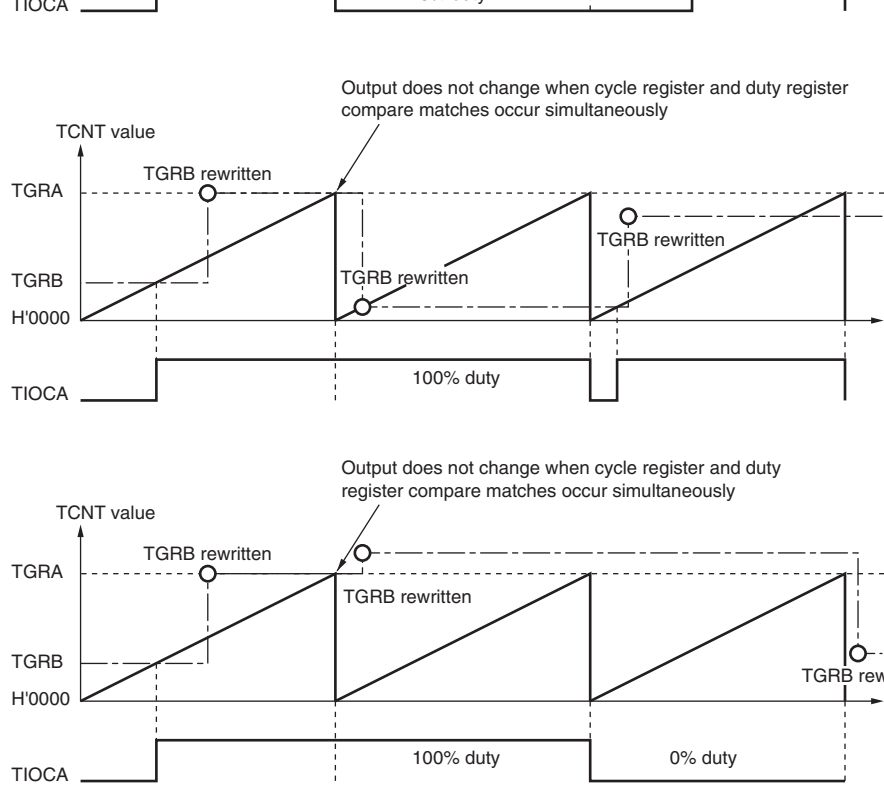 TIOCA
Output does not change when cycle register and duty register
compare matches occur simultaneously
TCNT value
TGRB rewritten
TGRA
TGRB rewritten
TGRB rewritten
TGRB
H'0000
100% duty
TIOCA
Output does not change when cycle register and duty
register compare matches occur simultaneously
TCNT value
TGRB rewritten
TGRA
TGRB rewritten
TGRB
TGRB rew
H'0000
100% duty
0% duty
TIOCA